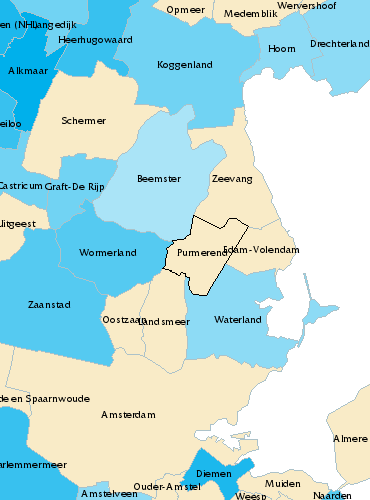 Opmeer
Wervershoof
Medemblik
en (NH)
Langedijk
Heerhugowaard
Hoorn
Drechterland
Koggenland
Alkmaar
Schermer
eiloo
Beemster
Zeevang
Castricum
Graft-De Rijp
Uitgeest
Wormerland
Purmerend
Edam-Volendam
Zaanstad
Oostzaan
Landsmeer
Waterland
de en Spaarnwoude
Amsterdam
Almere
arlemmermeer
Diemen
Ouder-Amstel
Muiden
Amstelveen
Weesp
Naarden